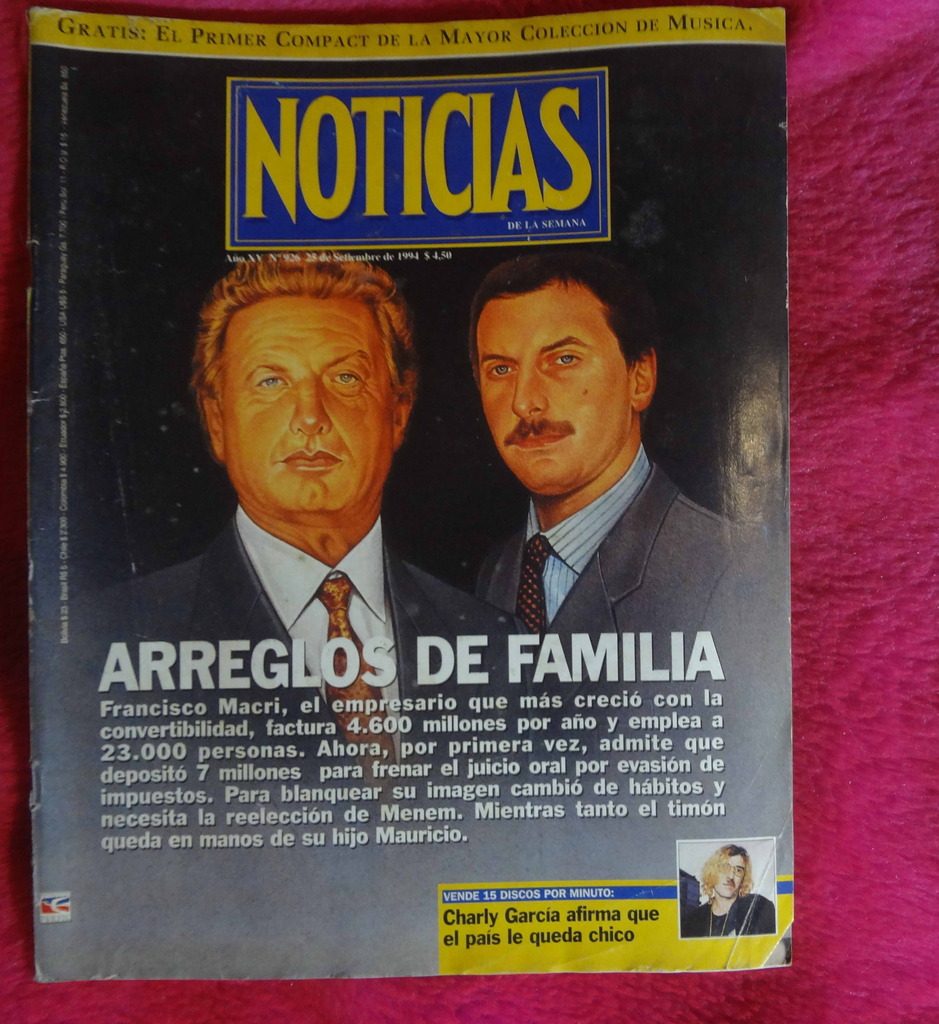 GRATIS: EL PRIMER COMPACT DE LA MAYOR COLECCION DE MUSICA.
NOTICIAS
DE LA SEMANA
Año XV Nº 926 25 de Setiembre de 1994 $ 4,50
ARREGLOS DE FAMILIA
Francisco Macri, el empresario que más creció con la
convertibilidad, factura 4.600 millones por año y emplea a
23.000 personas. Ahora, por primera vez, admite que
depositó 7 millones para frenar el juicio oral por evasión de
impuestos. Para blanquear su imagen cambió de hábitos y
necesita la reelección de Menem. Mientras tanto el timón
queda en manos de su hijo Mauricio.
VENDE 15 DISCOS POR MINUTO:
Charly García afirma que
el país le queda chico